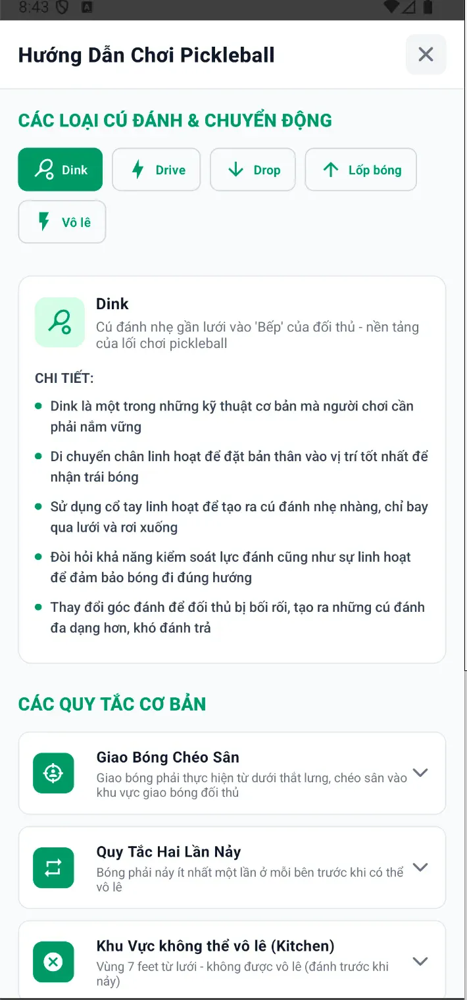 8:43
A
Hướng Dẫn Chơi Pickleball
CÁC LOẠI CÚ ĐÁNH & CHUYỂN ĐỘNG
Dink
Drive
Drop
Lốp bóng
Vô lê
Dink
Cú đánh nhẹ gần lưới vào 'Bếp' của đối thủ - nền tảng
của lối chơi pickleball
CHI TIẾT:
Dink là một trong những kỹ thuật cơ bản mà người chơi cần
phải nắm vững
Di chuyển chân linh hoạt để đặt bản thân vào vị trí tốt nhất để
nhận trái bóng
Sử dụng cổ tay linh hoạt để tạo ra cú đánh nhẹ nhàng, chỉ bay
qua lưới và rơi xuống
Đòi hỏi khả năng kiểm soát lực đánh cũng như sự linh hoạt
để đảm bảo bóng đi đúng hướng
Thay đổi góc đánh để đối thủ bị bối rối, tạo ra những cú đánh
đa dạng hơn, khó đánh trả
CÁC QUY TẮC CƠ BẢN
Giao Bóng Chéo Sân
Giao bóng phải thực hiện từ dưới thắt lưng, chéo sân vào
khu vực giao bóng đối thủ
Quy Tắc Hai Lần Nảy
Bóng phải nảy ít nhất một lần ở mỗi bên trước khi có thể
vô lê
Khu Vực không thể vô lê (Kitchen)
Vùng 7 feet từ lưới - không được vô lê (đánh trước khi
nảy)